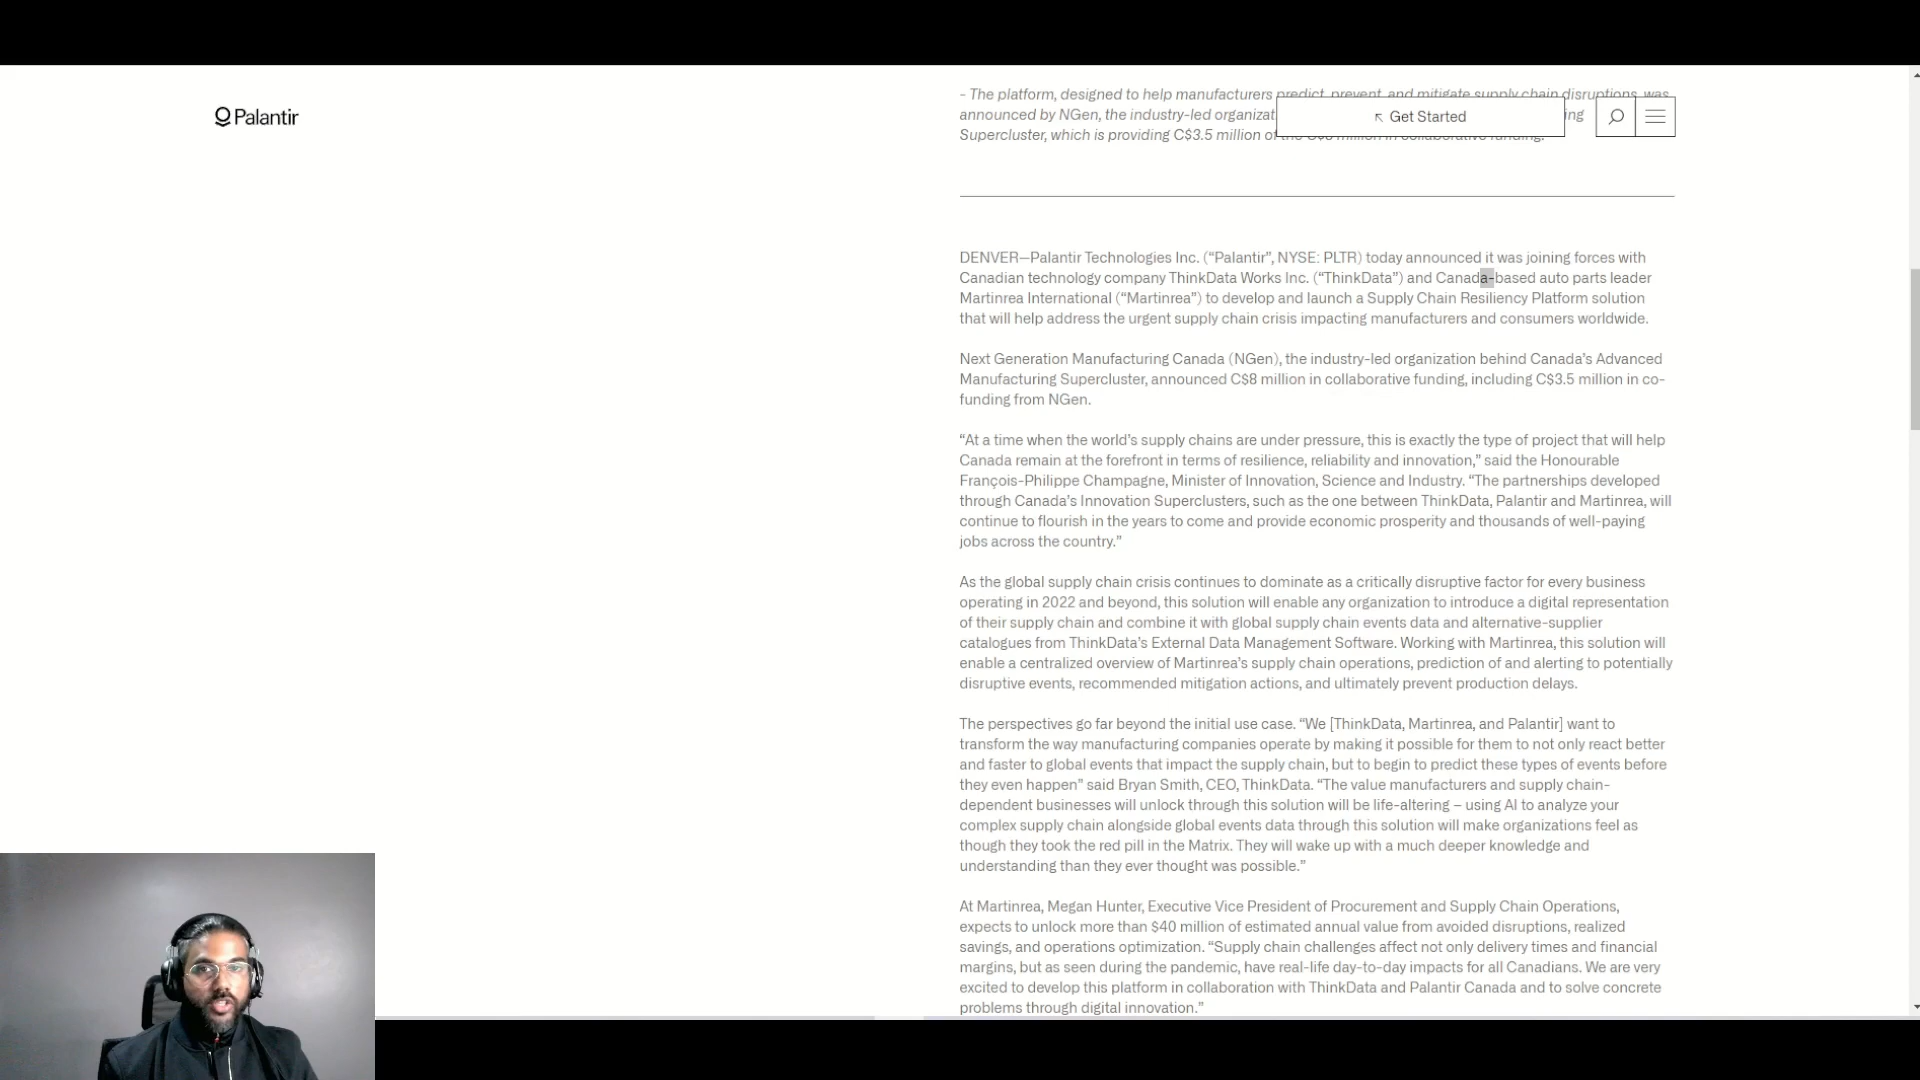 - The platform, designed to help manufacturers predict, prevent, and mitigate supply chain disruptions, was
announced by NGen, the industry-led organizat
ing
Supercluster, which is providing C$3.5 million of the C$8 million in collaborative funding.
Palantir
Get Started
DENVER—Palantir Technologies Inc. (“Palantir”, NYSE: PLTR) today announced it was joining forces with
Canadian technology company ThinkData Works Inc. (“ThinkData”) and Canada-based auto parts leader
Martinrea International (“Martinrea”) to develop and launch a Supply Chain Resiliency Platform solution
that will help address the urgent supply chain crisis impacting manufacturers and consumers worldwide.
Next Generation Manufacturing Canada (NGen), the industry-led organization behind Canada’s Advanced
Manufacturing Supercluster, announced C$8 million in collaborative funding, including C$3.5 million in co-
funding from NGen.
“At a time when the world’s supply chains are under pressure, this is exactly the type of project that will help
Canada remain at the forefront in terms of resilience, reliability and innovation,” said the Honourable
François-Philippe Champagne, Minister of Innovation, Science and Industry. “The partnerships developed
through Canada’s Innovation Superclusters, such as the one between ThinkData, Palantir and Martinrea, will
continue to flourish in the years to come and provide economic prosperity and thousands of well-paying
jobs across the country.”
As the global supply chain crisis continues to dominate as a critically disruptive factor for every business
operating in 2022 and beyond, this solution will enable any organization to introduce a digital representation
of their supply chain and combine it with global supply chain events data and alternative-supplier
catalogues from ThinkData’s External Data Management Software. Working with Martinrea, this solution will
enable a centralized overview of Martinrea’s supply chain operations, prediction of and alerting to potentially
disruptive events, recommended mitigation actions, and ultimately prevent production delays.
The perspectives go far beyond the initial use case. “We [ThinkData, Martinrea, and Palantir] want to
transform the way manufacturing companies operate by making it possible for them to not only react better
and faster to global events that impact the supply chain, but to begin to predict these types of events before
they even happen” said Bryan Smith, CEO, ThinkData. “The value manufacturers and supply chain-
dependent businesses will unlock through this solution will be life-altering – using AI to analyze your
complex supply chain alongside global events data through this solution will make organizations feel as
though they took the red pill in the Matrix. They will wake up with a much deeper knowledge and
understanding than they ever thought was possible.”
At Martinrea, Megan Hunter, Executive Vice President of Procurement and Supply Chain Operations,
expects to unlock more than $40 million of estimated annual value from avoided disruptions, realized
savings, and operations optimization. “Supply chain challenges affect not only delivery times and financial
margins, but as seen during the pandemic, have real-life day-to-day impacts for all Canadians. We are very
excited to develop this platform in collaboration with ThinkData and Palantir Canada and to solve concrete
problems through digital innovation.”